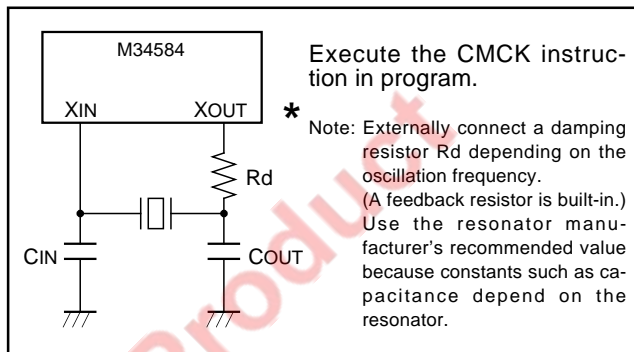 M34584
XIN
XOUT
Rd
CIN
COUT
*
Execute the CMCK instruc-
tion in program.
Note: Externally connect a damping
resistor Rd depending on the
oscillation frequency.
(A feedback resistor is built-in.)
Use the resonator manu-
facturer's recommended value
because constants such as ca-
pacitance depend on the
resonator.
Product